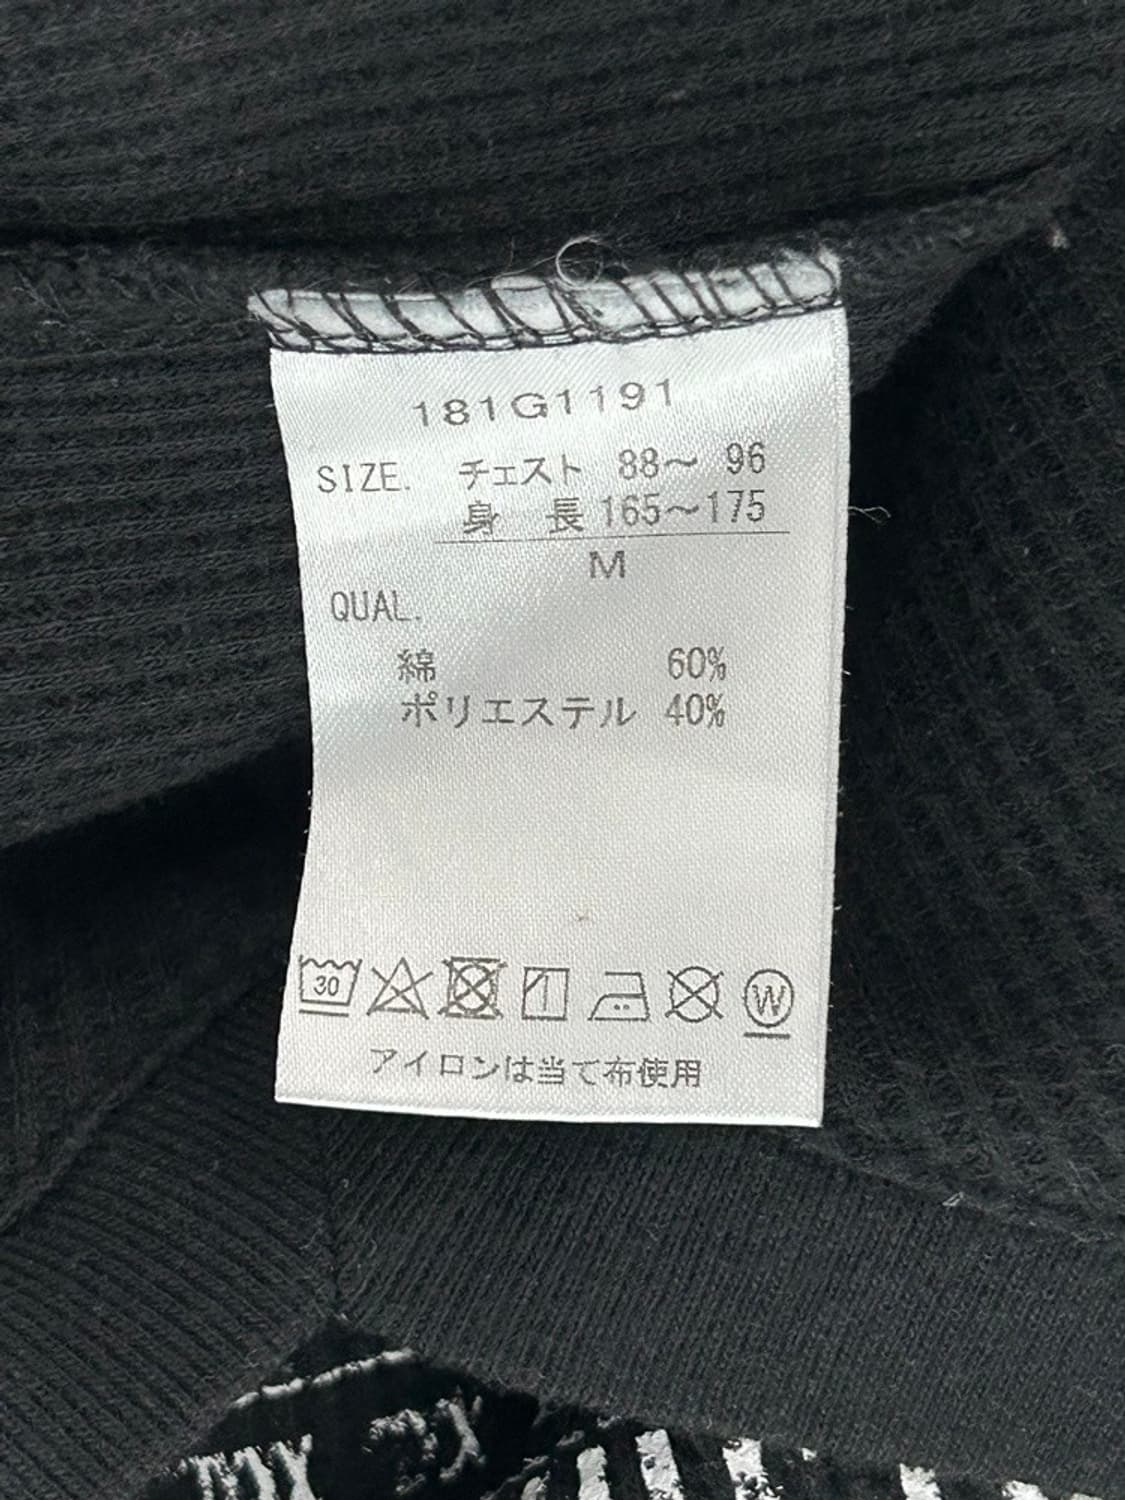 181G1191
SIZE. チェスト 88～ 96
身 長 165～175
M
QUAL.
綿 60%
ポリエステル 40%
30
W
アイロンは当て布使用